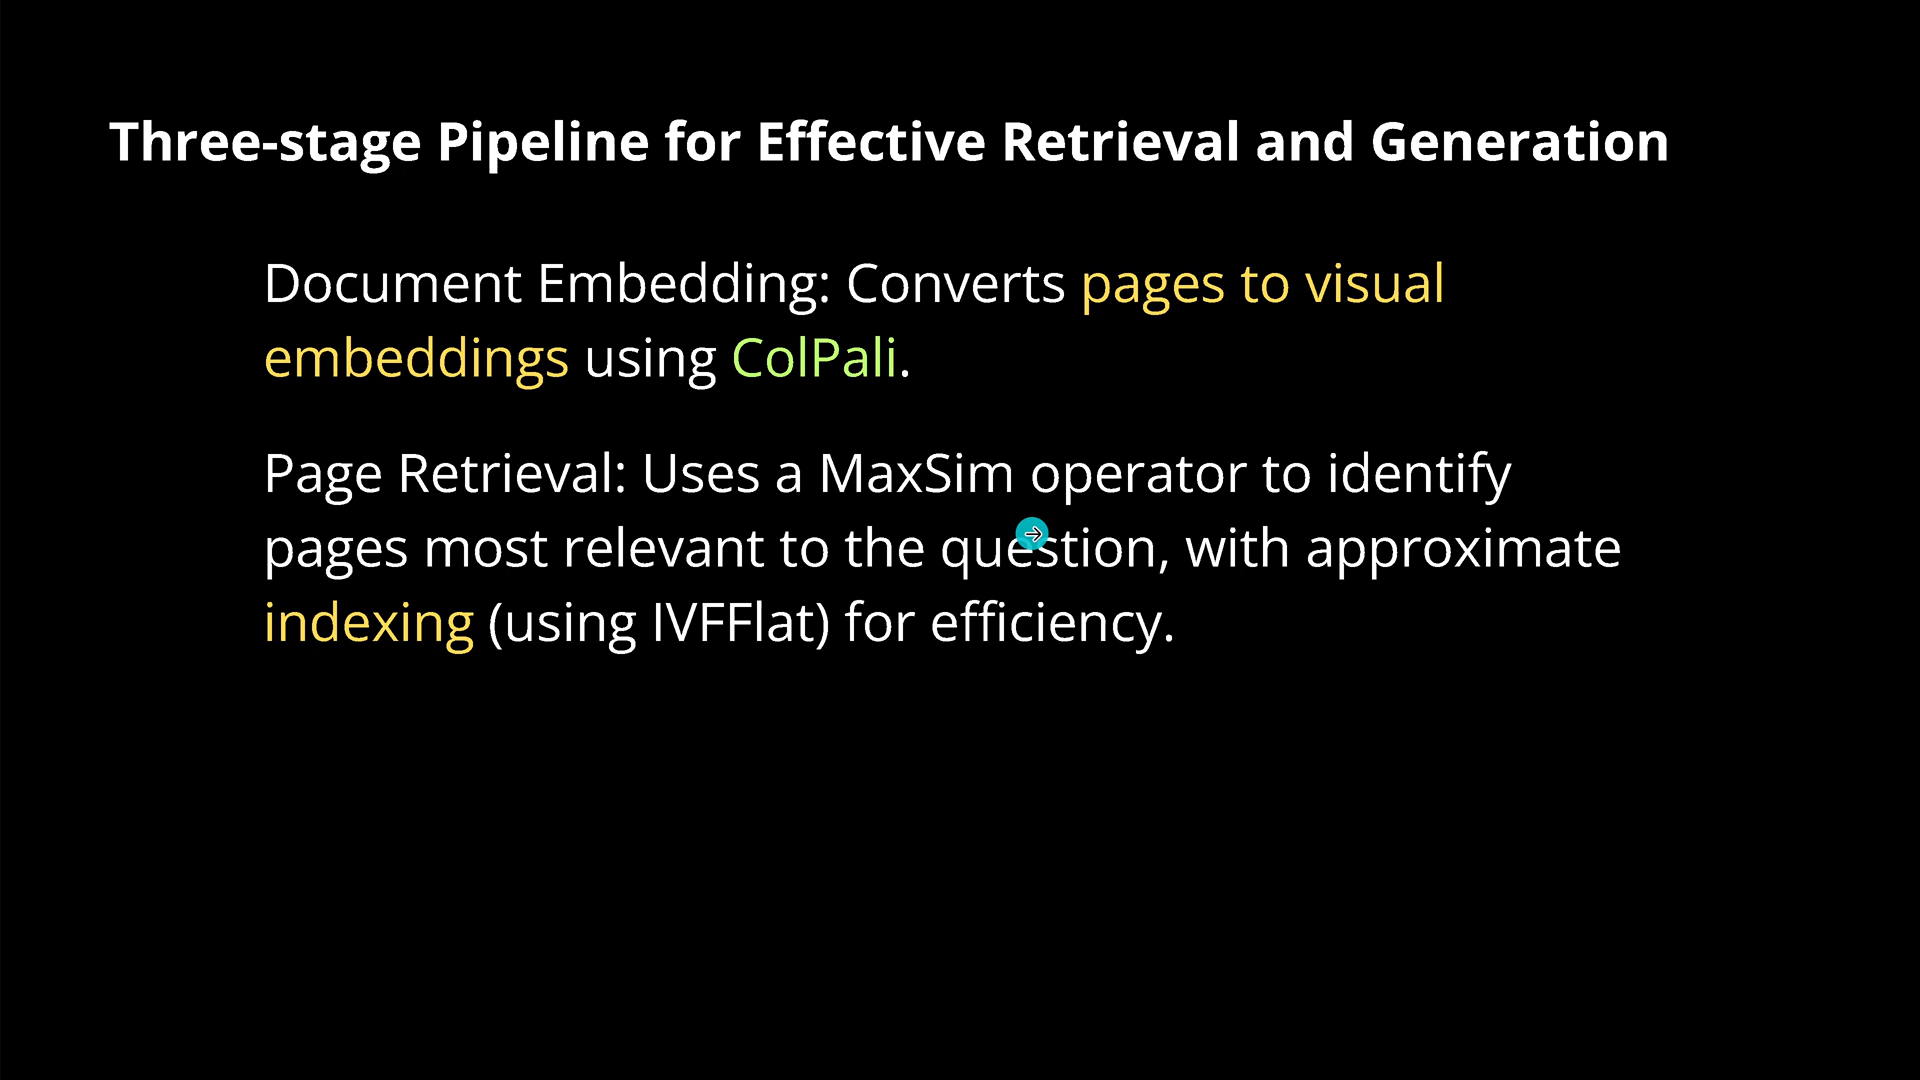 Three-stage Pipeline for Effective Retrieval and Generation
Document Embedding: Converts pages to visual
embeddings using ColPali.
Page Retrieval: Uses a MaxSim operator to identify
pages most relevant to the question, with approximate
indexing (using IVFFlat) for efficiency.